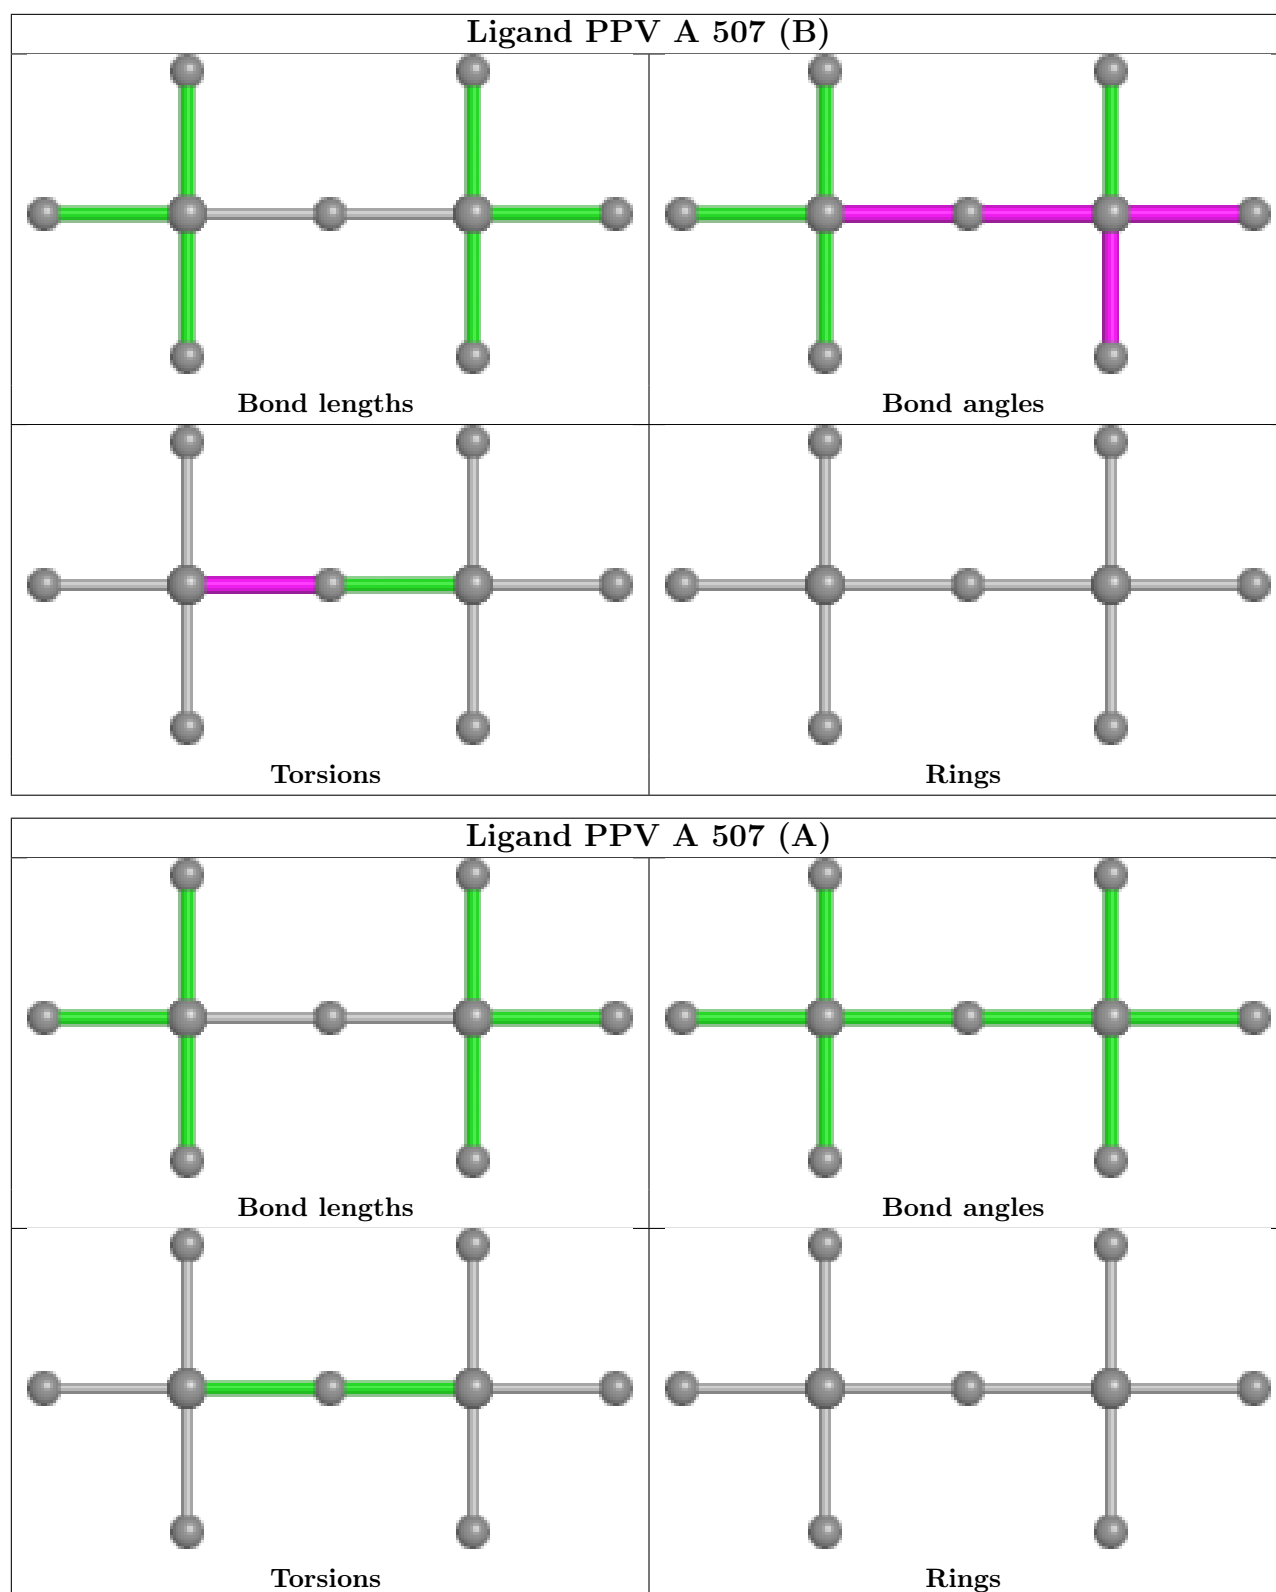 Ligand PPV A 507 (B)
Bond lengths
Bond angles
Torsions
Rings
Ligand PPV A 507 (A)
Bond lengths
Bond angles
Torsions
Rings